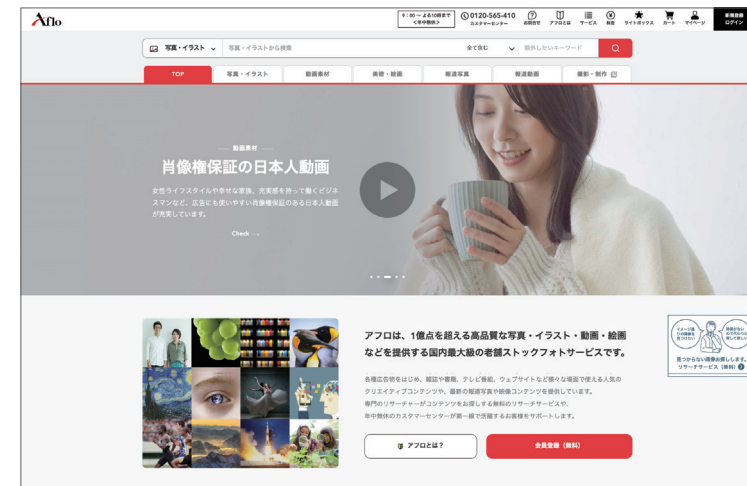 Aflo
9:00～よる10時まで
<年中無休>
0120-565-410
カスタマーセンター
お問合せ
アフロとは
サービス
料金
ライトボックス
カート
マイページ
新規登録
ログイン
写真・イラスト
写真・イラストから検索
全て含む
除外したいキーワード
TOP
写真・イラスト
動画素材
美術・絵画
報道写真
報道動画
撮影・制作
動画素材
肖像権保証の日本人動画
女性ライフスタイルや幸せな家族、充実感を持って働くビジネ
スマンなど、広告にも使いやすい肖像権保証のある日本人動画
が充実しています。
Check →
アフロは、1億点を超える高品質な写真・イラスト・動画・絵画
などを提供する国内最大級の老舗ストックフォトサービスです。
各種広告物をはじめ、雑誌や書籍、テレビ番組、ウェブサイトなど様々な場面で使える人気の
クリエイティブコンテンツや、最新の報道写真や映像コンテンツを提供しています。
専門のリサーチャーがコンテンツをお探しする無料のリサーチサービスや、
年中無休のカスタマーセンターが第一線で活躍するお客様をサポートします。
アフロとは？
会員登録（無料）
イメージ通
りの画像を
見つけたい
見つからない画像お探しします。
リサーチサービス（無料）